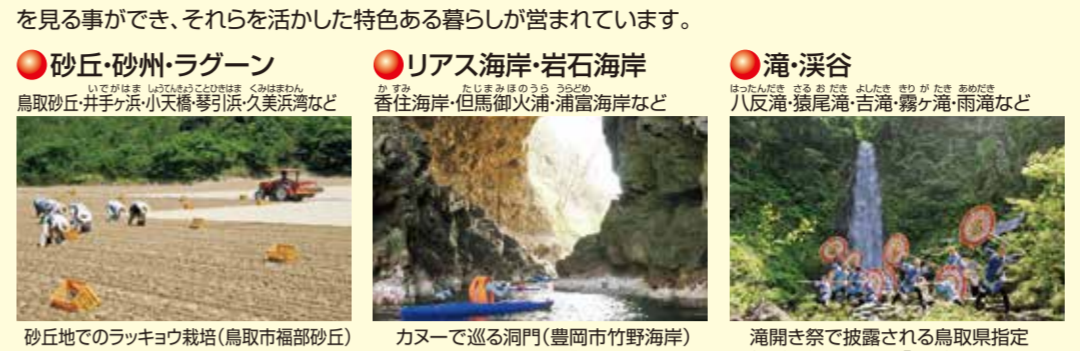 を見る事ができ、それらを活かした特色ある暮らしが営まれています。
砂丘・砂州・ラグーン
いでがはま しょうてんきょう ことひきはま くみはまわん
鳥取砂丘・井手ヶ浜・小天橋・琴引浜・久美浜湾など
砂丘地でのラッキョウ栽培（鳥取市福部砂丘）
リアス海岸・岩石海岸
かすみ たじまみほのうら うらどめ
香住海岸・但馬御火浦・浦富海岸など
カヌーで巡る洞門（豊岡市竹野海岸）
滝・渓谷
はったんだき さるおだき よしたき きりがたき あめだき
八反滝・猿尾滝・吉滝・霧ヶ滝・雨滝など
滝開き祭で披露される鳥取県指定